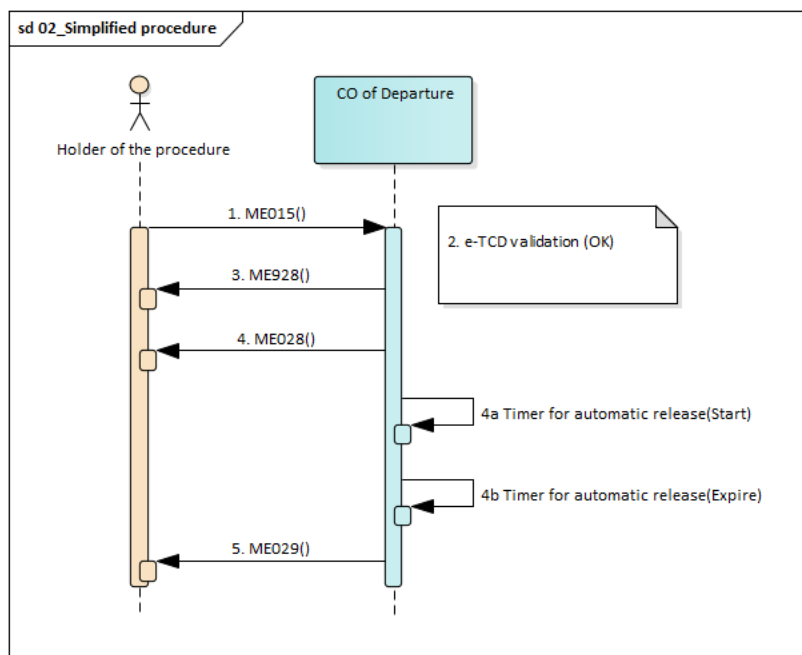 sd 02_Simplified procedure
CO of Departure
Holder of the procedure
1. ME015()
2. e-TCD validation (OK)
3. ME928()
4. ME028()
4a Timer for automatic release(Start)
4b Timer for automatic release(Expire)
5. ME029()